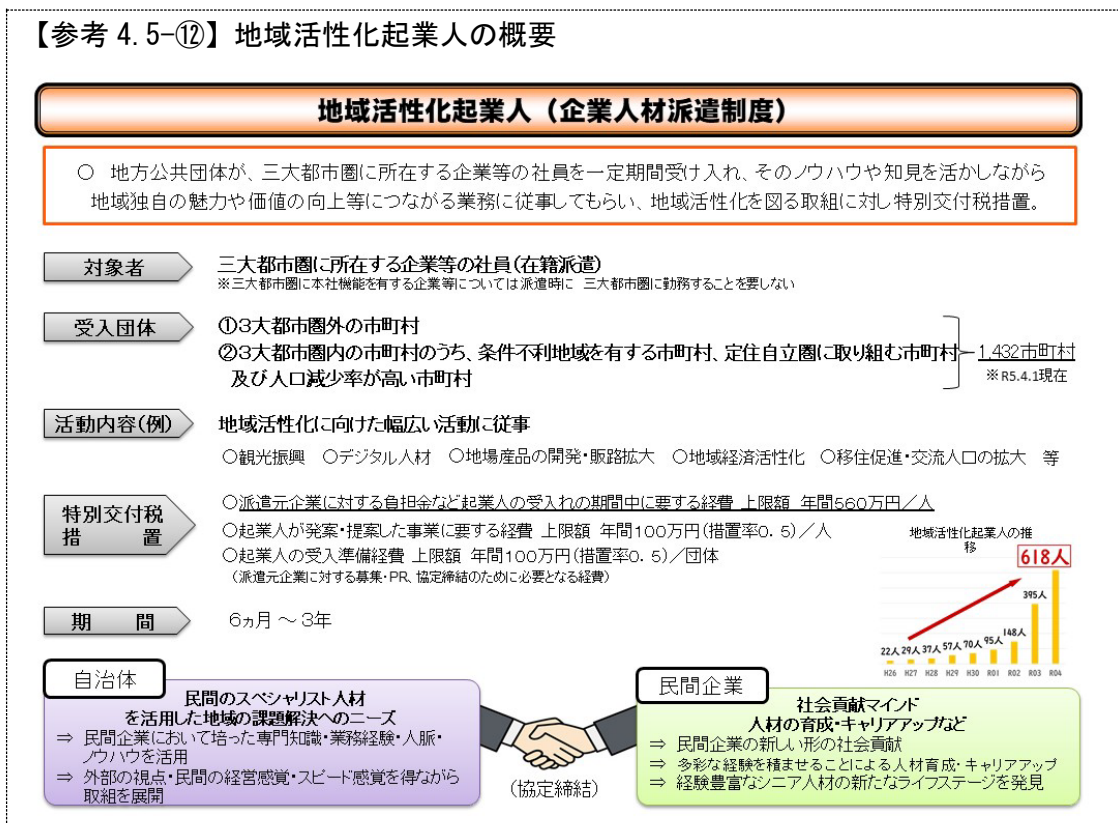 【参考 4.5-⑫】地域活性化起業人の概要
地域活性化起業人（企業人材派遣制度）
○　地方公共団体が、三大都市圏に所在する企業等の社員を一定期間受け入れ、そのノウハウや知見を活かしながら
地域独自の魅力や価値の向上等につながる業務に従事してもらい、地域活性化を図る取組に対し特別交付税措置。
対象者
三大都市圏に所在する企業等の社員(在籍派遣)
※三大都市圏に本社機能を有する企業等については派遣時に 三大都市圏に勤務することを要しない
受入団体
①3大都市圏外の市町村
②3大都市圏内の市町村のうち、条件不利地域を有する市町村、定住自立圏に取り組む市町村
及び人口減少率が高い市町村
1,432市町村
※R5.4.1現在
活動内容(例)
地域活性化に向けた幅広い活動に従事
○観光振興　○デジタル人材　○地場産品の開発・販路拡大　○地域経済活性化　○移住促進・交流人口の拡大　等
特別交付税
措　　置
○派遣元企業に対する負担金など起業人の受入れの期間中に要する経費 上限額 年間560万円／人
○起業人が発案・提案した事業に要する経費 上限額 年間100万円(措置率0.5)／人
○起業人の受入準備経費 上限額 年間100万円(措置率0.5)／団体
(派遣元企業に対する募集・PR、協定締結のために必要となる経費)
期　　間
6ヵ月 ～ 3年
地域活性化起業人の推
移
618人
395人
22人 29人 37人 57人 70人 95人 148人
H26 H27 H28 H29 H30 R01 R02 R03 R04
自治体
民間のスペシャリスト人材
を活用した地域の課題解決へのニーズ
⇒ 民間企業において培った専門知識・業務経験・人脈・
ノウハウを活用
⇒ 外部の視点・民間の経営感覚・スピード感覚を得ながら
取組を展開
(協定締結)
民間企業
社会貢献マインド
人材の育成・キャリアアップなど
⇒ 民間企業の新しい形の社会貢献
⇒ 多彩な経験を積ませることによる人材育成・キャリアアップ
⇒ 経験豊富なシニア人材の新たなライフステージを発見